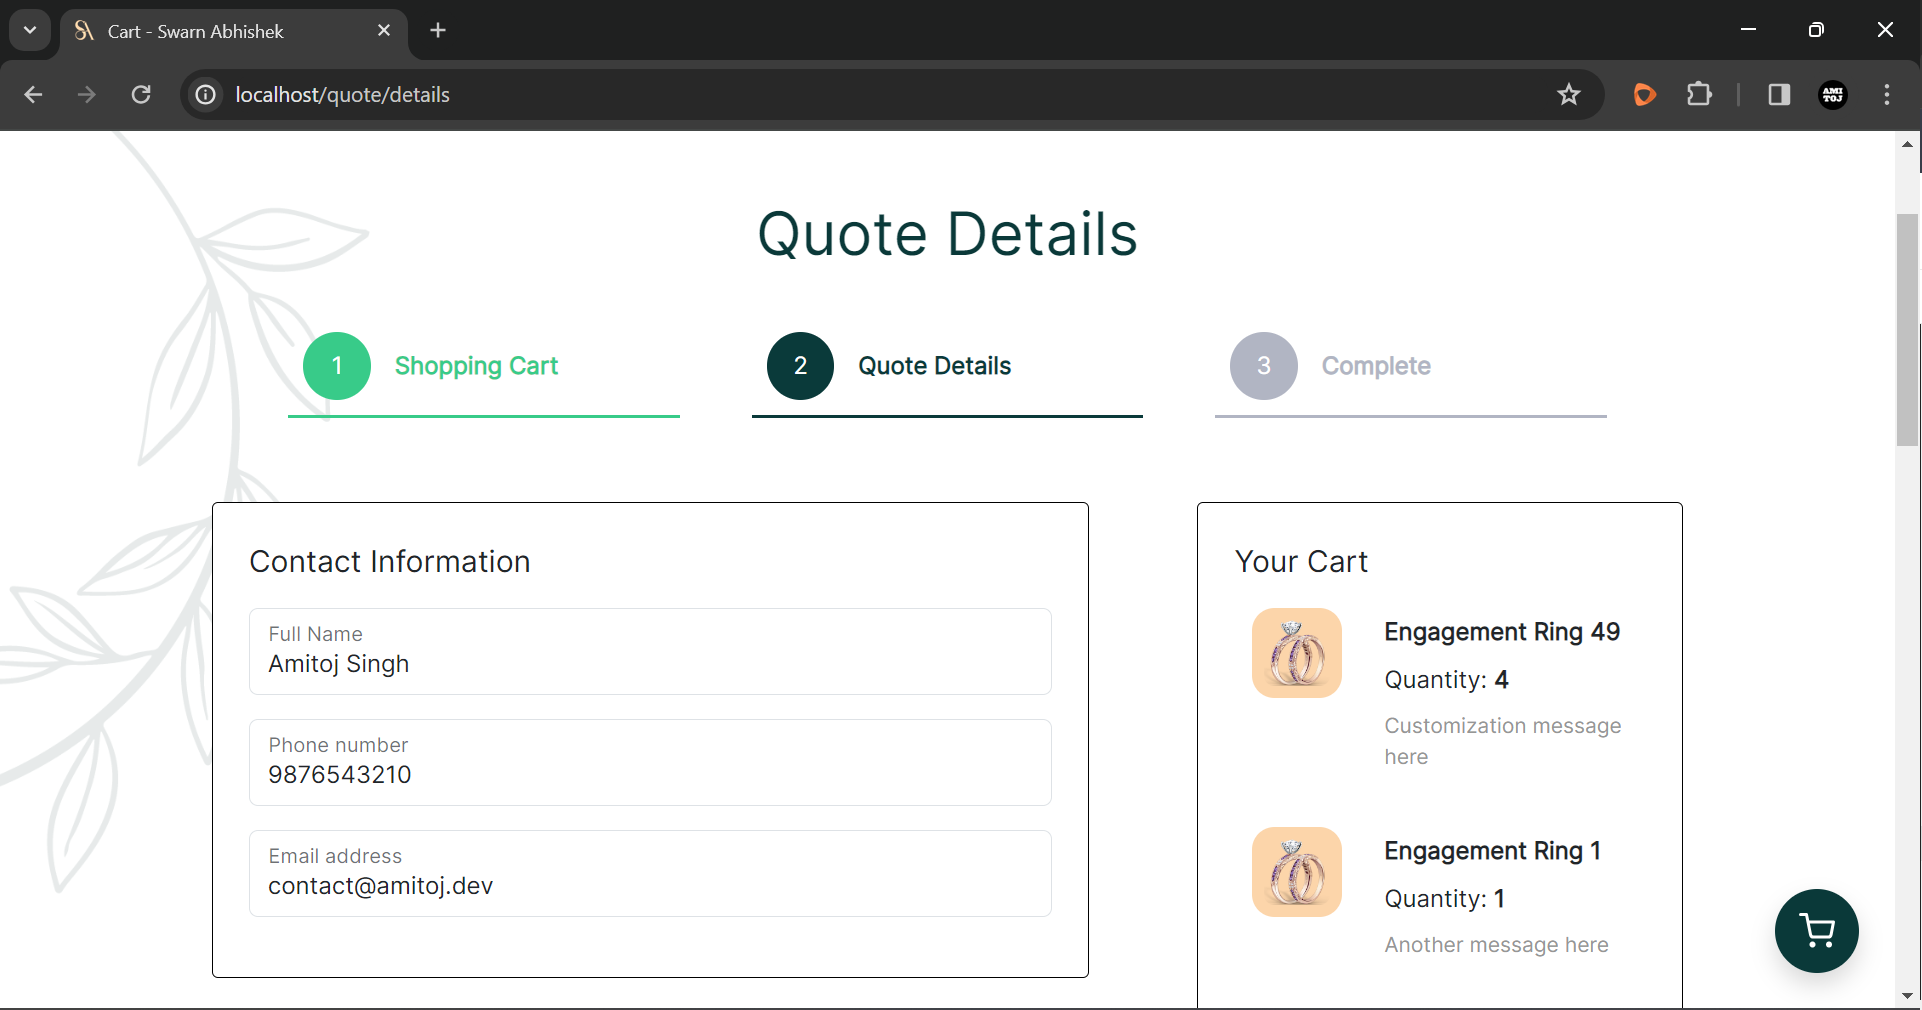 Cart - Swarn Abhishek
localhost/quote/details
AMI
TOJ
Quote Details
1 Shopping Cart
2 Quote Details
3 Complete
Contact Information
Full Name
Amitoj Singh
Phone number
9876543210
Email address
contact@amitoj.dev
Your Cart
Engagement Ring 49
Quantity: 4
Customization message
here
Engagement Ring 1
Quantity: 1
Another message here